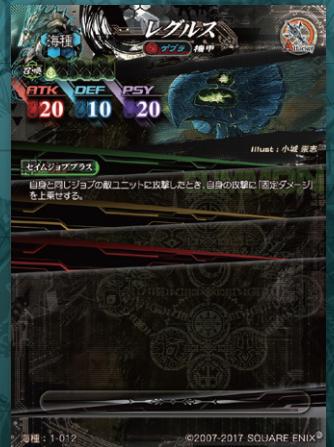 海種
レグルス
ゲブラ 機甲
召喚
ATK DEF PSY
20 10 20
Illust：小城 崇志
セイムジョブプラス
自身と同じジョブの敵ユニットに攻撃したとき、自身の攻撃に「固定ダメージ」
を上乗せする。
海種：1-012
©2007-2017 SQUARE ENIX